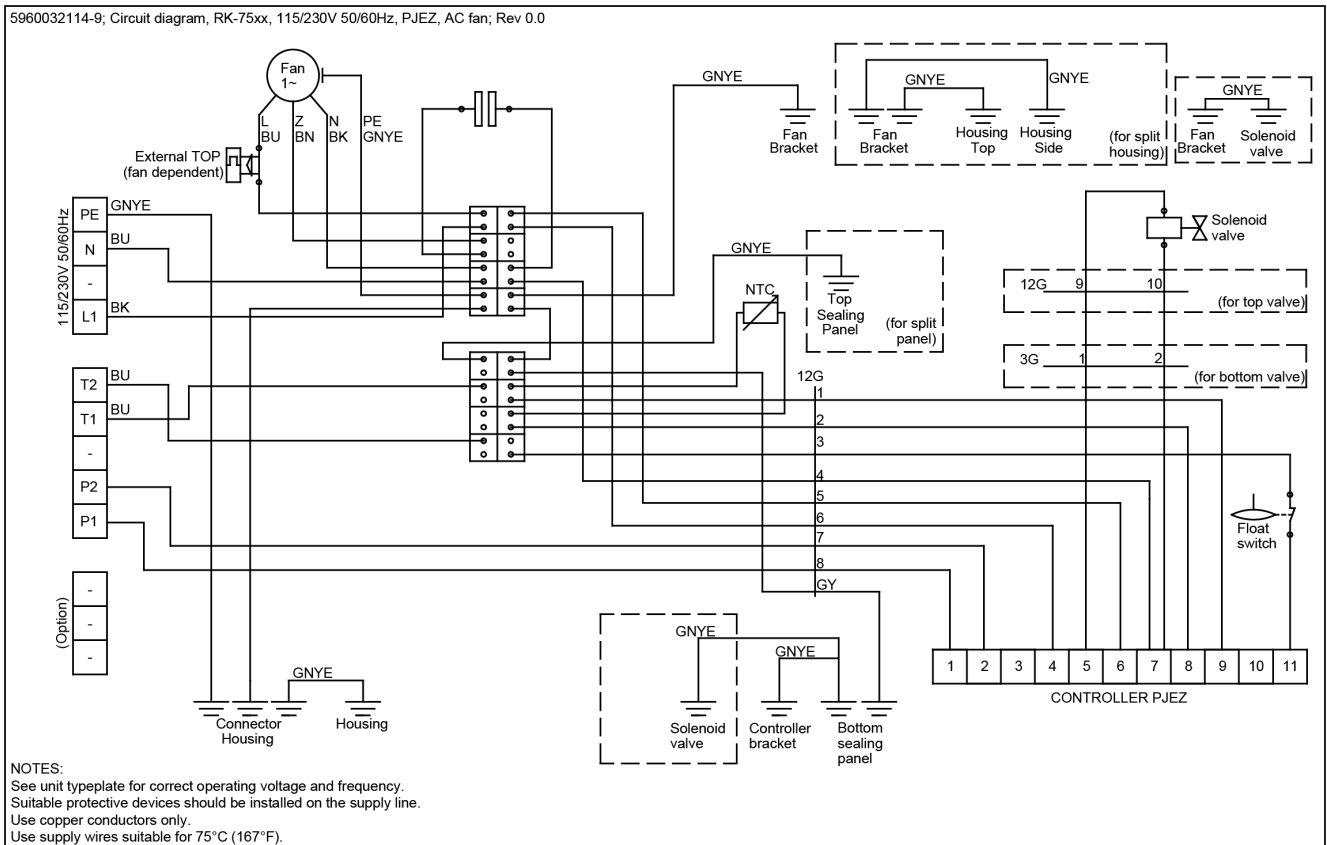 5960032114-9; Circuit diagram, RK-75xx, 115/230V 50/60Hz, PJEZ, AC fan; Rev 0.0
Fan
1~
L
BU
Z
BN
N
BK
PE
GNYE
External TOP
(fan dependent)
GNYE
Fan
Bracket
GNYE
GNYE
Fan
Bracket
Housing
Top
Housing
Side
(for split
housing)
GNYE
Fan
Bracket
Solenoid
valve
115/230V 50/60Hz
PE
GNYE
N
BU
-
L1
BK
Solenoid
valve
12G
9
10
(for top valve)
3G
1
2
(for bottom valve)
GNYE
Top
Sealing
Panel
(for split
panel)
NTC
T2
BU
T1
BU
-
P2
P1
12G
1
2
3
4
5
6
7
8
GY
Float
switch
(Option)
-
-
-
GNYE
Connector
Housing
Housing
GNYE
GNYE
Solenoid
valve
Controller
bracket
Bottom
sealing
panel
1
2
3
4
5
6
7
8
9
10
11
CONTROLLER PJEZ
NOTES:
See unit typeplate for correct operating voltage and frequency.
Suitable protective devices should be installed on the supply line.
Use copper conductors only.
Use supply wires suitable for 75°C (167°F).